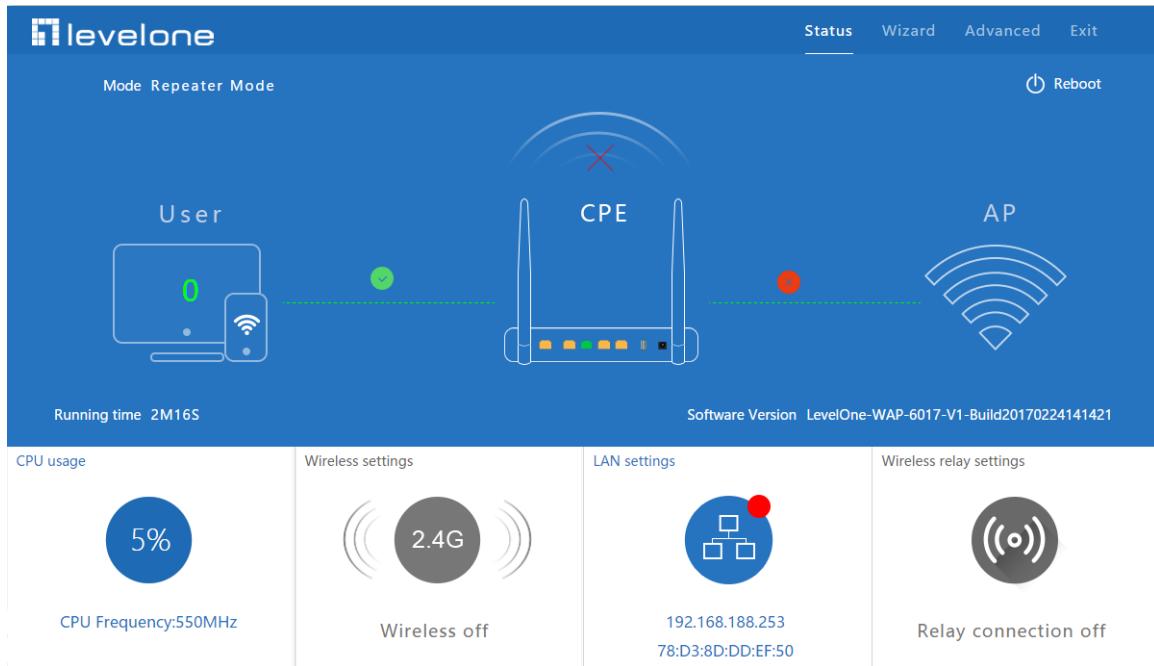 levelone
Status Wizard Advanced Exit
Mode Repeater Mode
Reboot
User
CPE
AP
0
Running time 2M16S
Software Version LevelOne-WAP-6017-V1-Build20170224141421
CPU usage
Wireless settings
LAN settings
Wireless relay settings
5%
2.4G
CPU Frequency:550MHz
Wireless off
192.168.188.253
78:D3:8D:DD:EF:50
Relay connection off